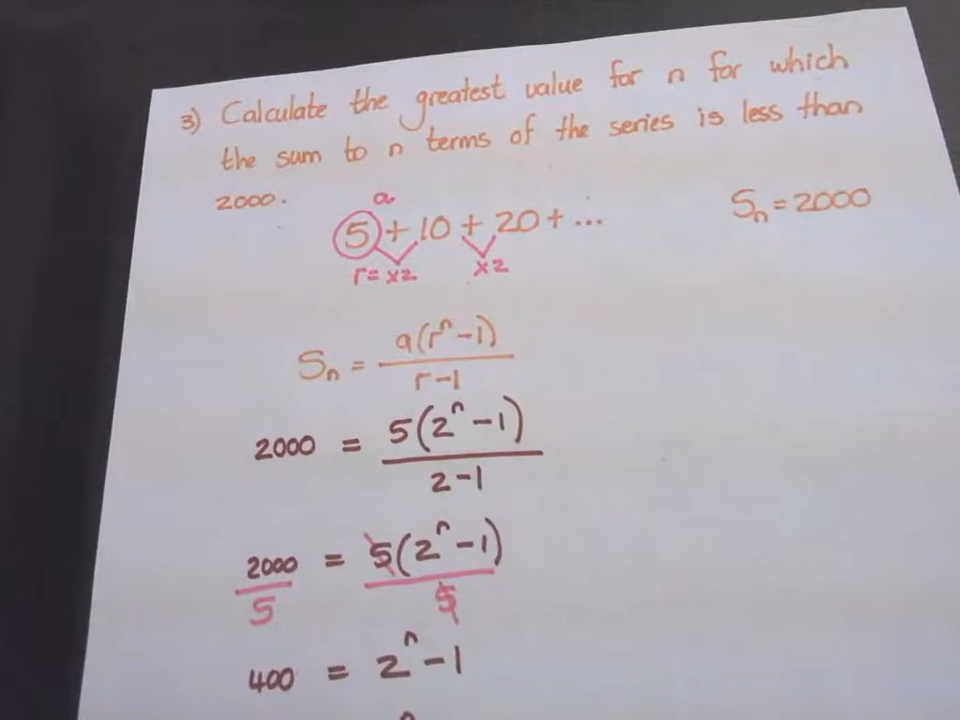 3) Calculate the greatest value for n for which
the sum to n terms of the series is less than
2000.
a
5 + 10 + 20 + ...
Sn = 2000
r = x2
x2
Sn = a(r^n - 1) / r - 1
2000 = 5(2^n - 1) / 2 - 1
2000 / 5 = 5(2^n - 1) / 5
400 = 2^n - 1